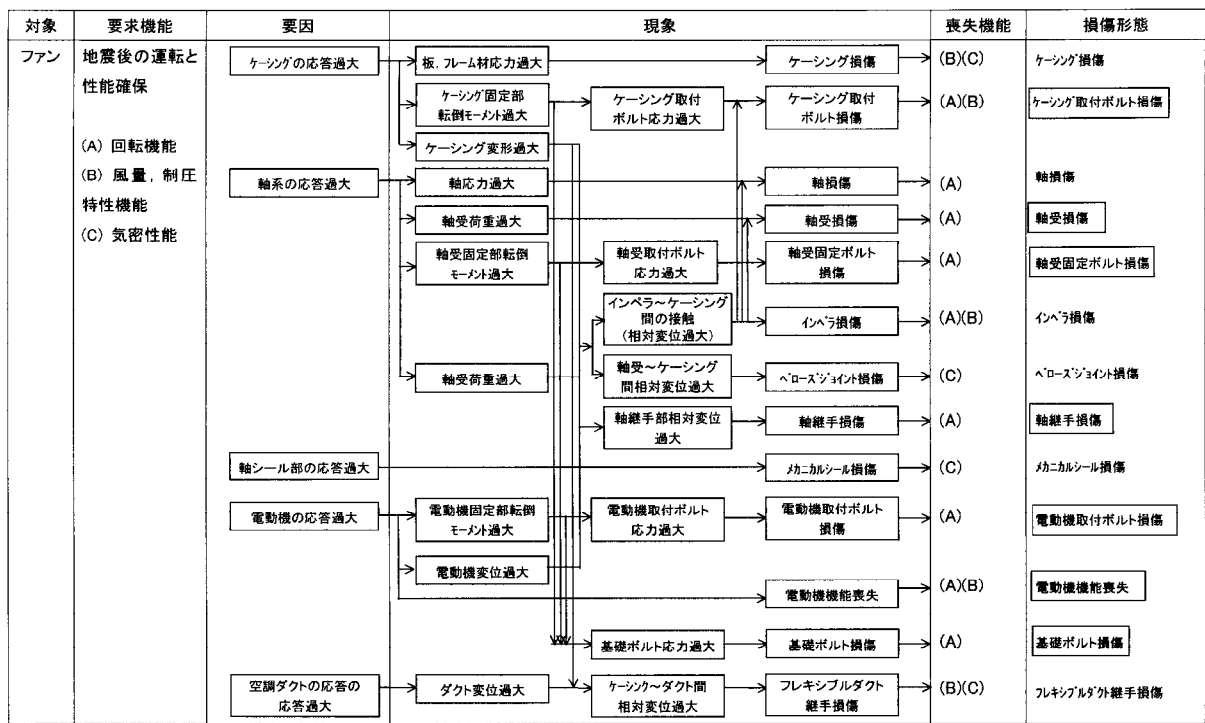 対象 要求機能 要因 現象 喪失機能 損傷形態
ファン
地震後の運転と
性能確保
(A) 回転機能
(B) 風量，制圧
特性機能
(C) 気密性能
ケーシングの応答過大
板，フレーム材応力過大
ケーシング損傷
(B)(C)
ケーシング損傷
ケーシング固定部
転倒モーメント過大
ケーシング取付
ボルト応力過大
ケーシング取付
ボルト損傷
(A)(B)
ケーシング取付ボルト損傷
ケーシング変形過大
軸系の応答過大
軸応力過大
軸損傷
(A)
軸損傷
軸受荷重過大
軸受損傷
(A)
軸受損傷
軸受固定部転倒
モーメント過大
軸受取付ボルト
応力過大
軸受固定ボルト
損傷
(A)
軸受固定ボルト損傷
インペラ～ケーシング
間の接触
(相対変位過大)
インペラ損傷
(A)(B)
インペラ損傷
軸受荷重過大
軸受～ケーシング
間相対変位過大
ベローズジョイント損傷
(C)
ベローズジョイント損傷
軸継手部相対変位
過大
軸継手損傷
(A)
軸継手損傷
軸シール部の応答過大
メカニカルシール損傷
(C)
メカニカルシール損傷
電動機の応答過大
電動機固定部転倒
モーメント過大
電動機取付ボルト
応力過大
電動機取付ボルト
損傷
(A)
電動機取付ボルト損傷
電動機変位過大
電動機機能喪失
(A)(B)
電動機機能喪失
基礎ボルト応力過大
基礎ボルト損傷
(A)
基礎ボルト損傷
空調ダクトの応答の
応答過大
ダクト変位過大
ケーシンク～ダクト間
相対変位過大
フレキシブルダクト
継手損傷
(B)(C)
フレキシブルダクト継手損傷